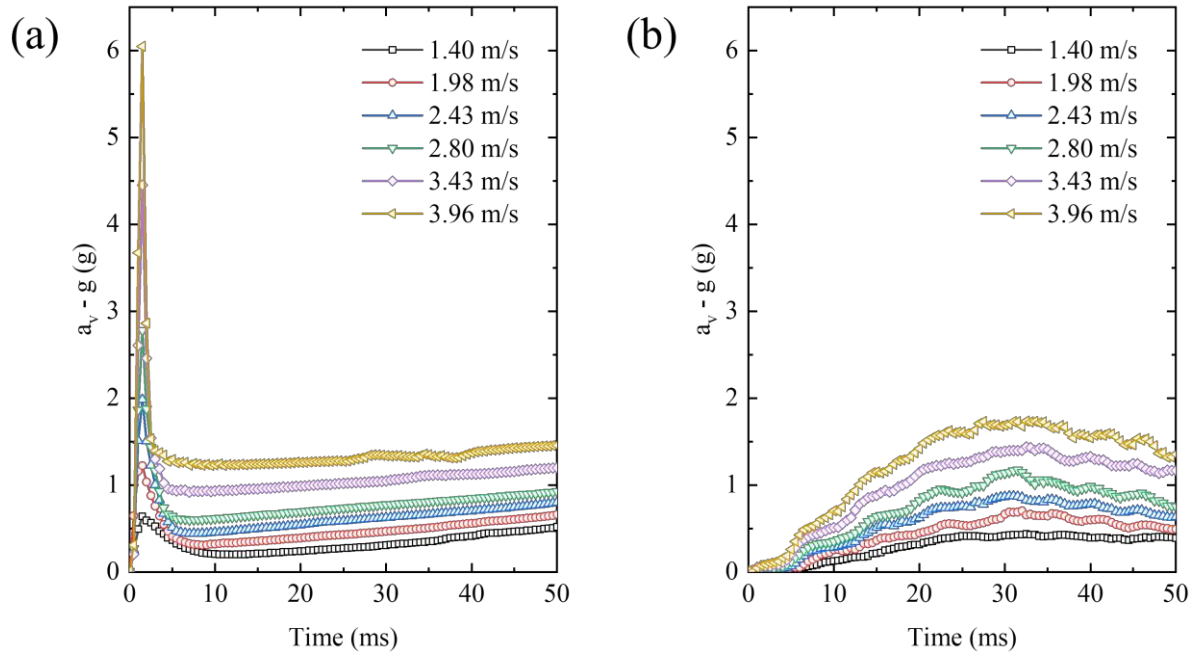 (a)
1.40 m/s
1.98 m/s
2.43 m/s
2.80 m/s
3.43 m/s
3.96 m/s
6
5
4
3
2
1
0
a_v - g (g)
0 10 20 30 40 50
Time (ms)
(b)
1.40 m/s
1.98 m/s
2.43 m/s
2.80 m/s
3.43 m/s
3.96 m/s
6
5
4
3
2
1
0
a_v - g (g)
0 10 20 30 40 50
Time (ms)